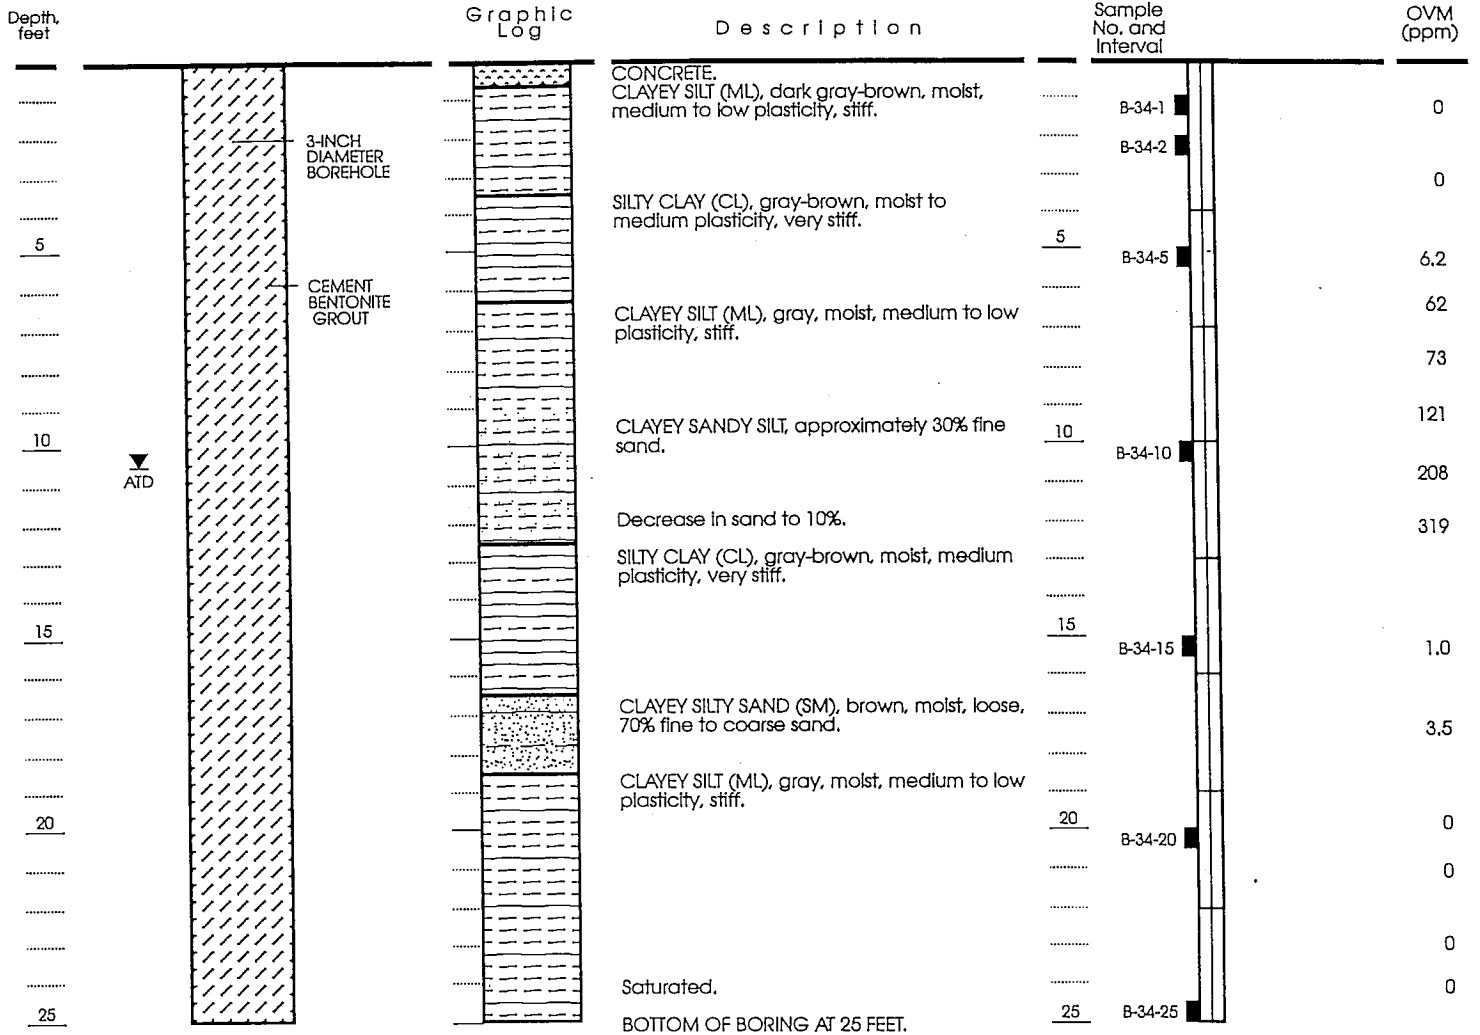 Depth, feet
Graphic Log
Description
Sample No. and Interval
OVM (ppm)
CONCRETE.
CLAYEY SILT (ML), dark gray-brown, moist,
medium to low plasticity, stiff.
B-34-1
0
3-INCH
DIAMETER
BOREHOLE
B-34-2
0
SILTY CLAY (CL), gray-brown, moist to
medium plasticity, very stiff.
5
5
B-34-5
6.2
CEMENT
BENTONITE
GROUT
62
CLAYEY SILT (ML), gray, moist, medium to low
plasticity, stiff.
73
121
CLAYEY SANDY SILT, approximately 30% fine
sand.
10
10
B-34-10
ATD
208
Decrease in sand to 10%.
319
SILTY CLAY (CL), gray-brown, moist, medium
plasticity, very stiff.
15
15
B-34-15
1.0
CLAYEY SILTY SAND (SM), brown, moist, loose,
70% fine to coarse sand.
3.5
CLAYEY SILT (ML), gray, moist, medium to low
plasticity, stiff.
20
20
B-34-20
0
0
0
Saturated.
0
25
25
B-34-25
BOTTOM OF BORING AT 25 FEET.